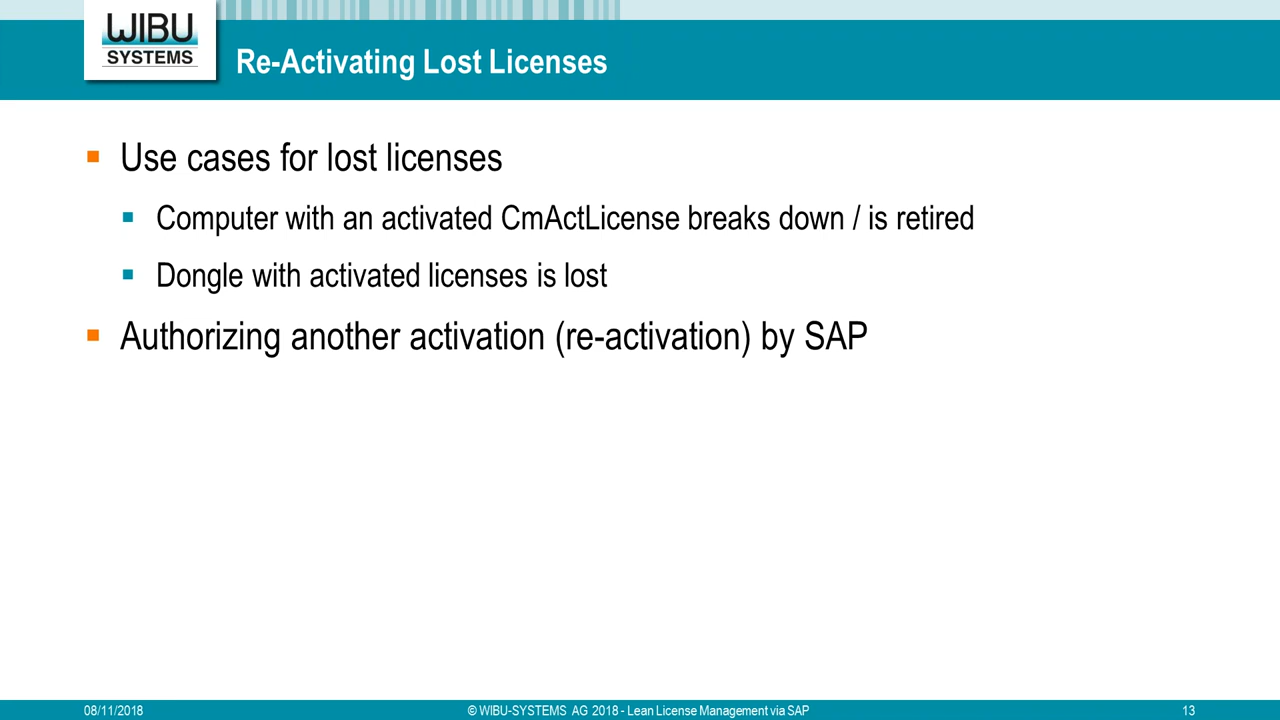 WIBU
SYSTEMS
Re-Activating Lost Licenses
Use cases for lost licenses
Computer with an activated CmActLicense breaks down / is retired
Dongle with activated licenses is lost
Authorizing another activation (re-activation) by SAP
08/11/2018
© WIBU-SYSTEMS AG 2018 - Lean License Management via SAP
13